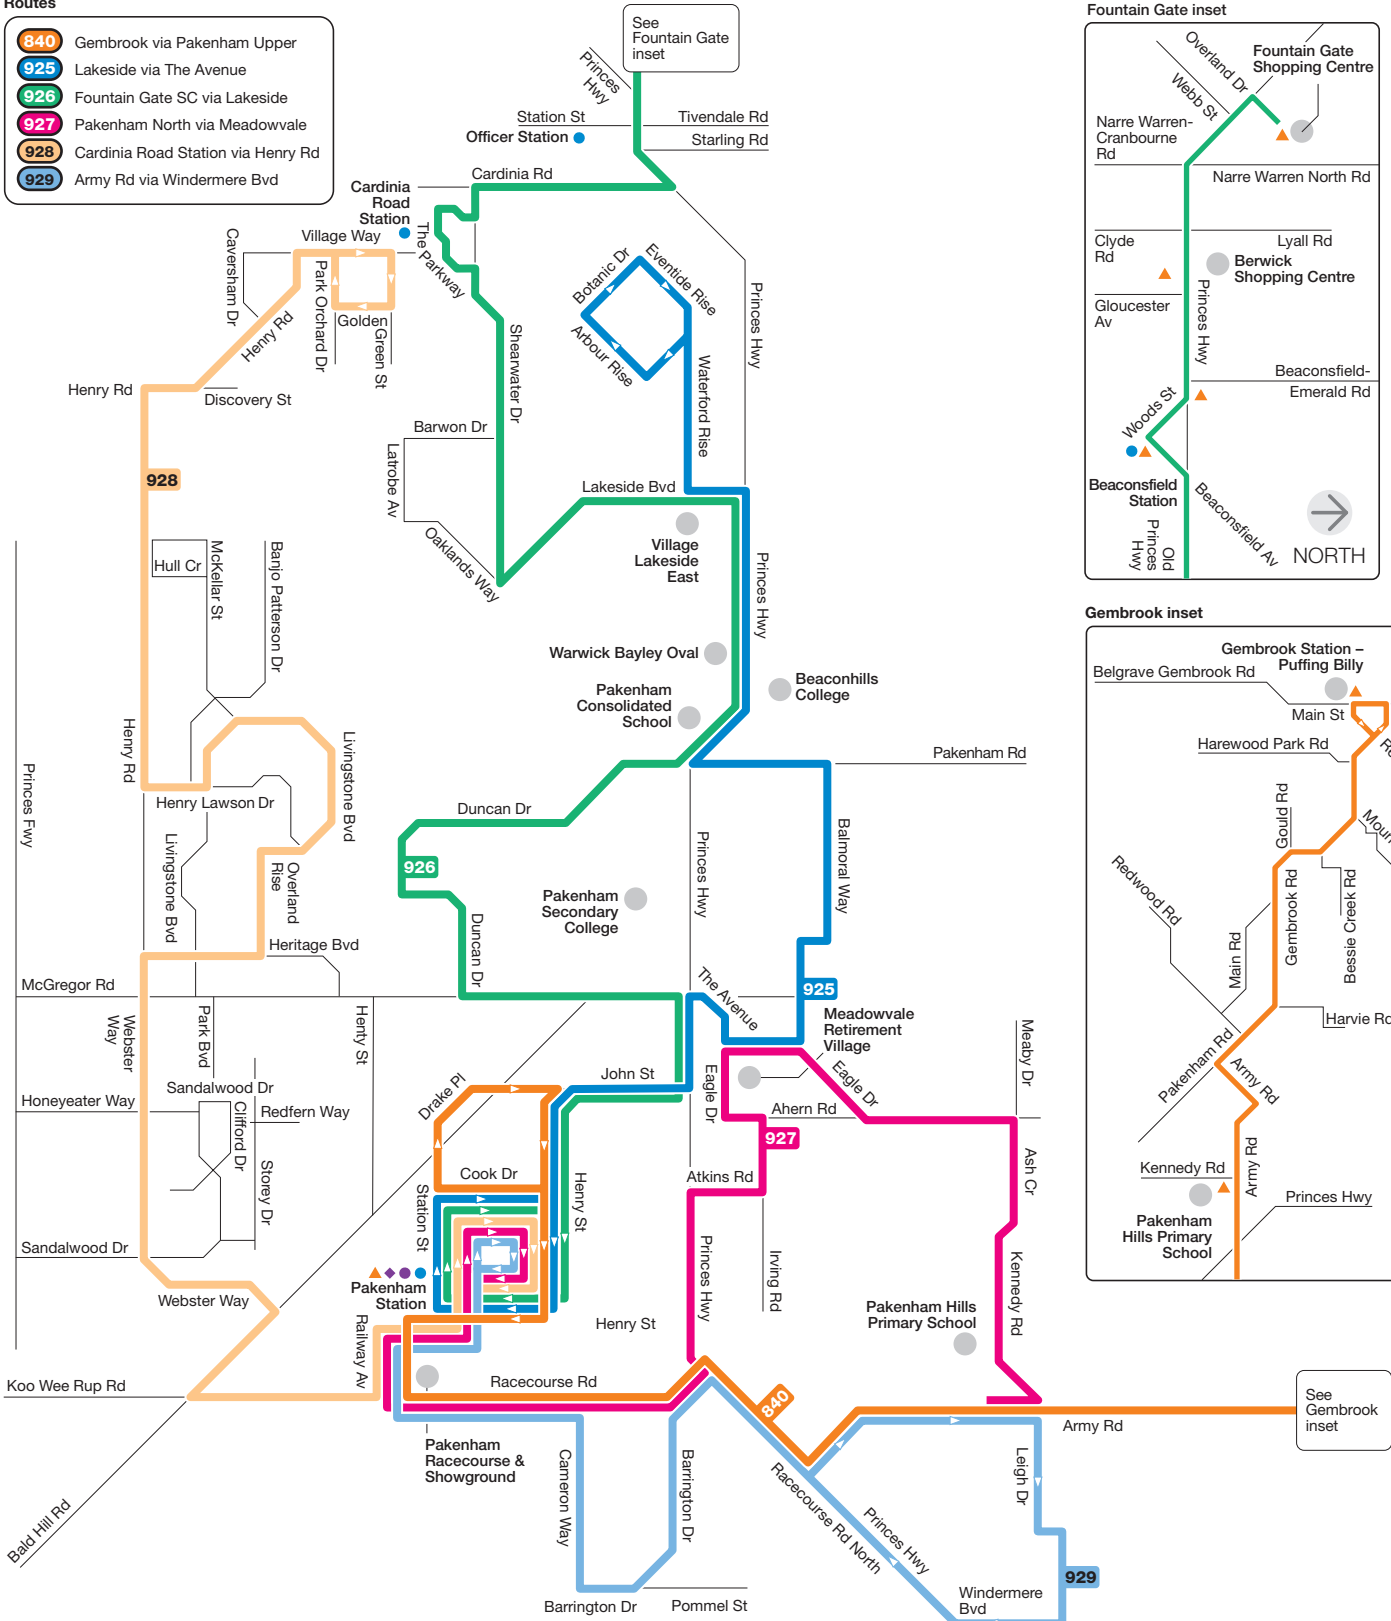 Routes
840 Gembrook via Pakenham Upper
925 Lakeside via The Avenue
926 Fountain Gate SC via Lakeside
927 Pakenham North via Meadowvale
928 Cardinia Road Station via Henry Rd
929 Army Rd via Windermere Bvd
See
Fountain Gate
inset
Princes
Hwy
Station St
Tivendale Rd
Officer Station
Starling Rd
Cardinia Rd
Cardinia
Road
Station
The Parkway
Village Way
Caversham Dr
Park Orchard Dr
Golden
Green St
Henry Rd
Henry Rd
Discovery St
Botanic Dr
Eventide Rise
Arbour Rise
Waterford Rise
Princes Hwy
Shearwater Dr
Barwon Dr
Latrobe Av
Oaklands Way
Lakeside Bvd
928
Village
Lakeside
East
Princes Hwy
Hull Cr
McKellar St
Banjo Patterson Dr
Warwick Bayley Oval
Beaconhills
College
Pakenham
Consolidated
School
Pakenham Rd
Henry Rd
Livingstone Bvd
Princes Fwy
Henry Lawson Dr
Duncan Dr
Livingstone Bvd
Overland
Rise
926
Princes Hwy
Balmoral Way
Pakenham
Secondary
College
Duncan Dr
Heritage Bvd
McGregor Rd
The Avenue
925
Webster
Way
Park Bvd
Henty St
Meadowvale
Retirement
Village
Meaby Dr
John St
Eagle Dr
Eagle Dr
Drake Pl
Sandalwood Dr
Honeyeater Way
Clifford Dr
Redfern Way
Storey Dr
Ahern Rd
927
Ash Cr
Cook Dr
Atkins Rd
Station St
Henry St
Sandalwood Dr
Princes Hwy
Irving Rd
Kennedy Rd
Pakenham
Station
Webster Way
Railway Av
Henry St
Pakenham Hills
Primary School
Koo Wee Rup Rd
Racecourse Rd
840
See
Gembrook
inset
Army Rd
Pakenham
Racecourse &
Showground
Cameron Way
Barrington Dr
Racecourse Rd North
Princes Hwy
Leigh Dr
Bald Hill Rd
929
Windermere
Bvd
Barrington Dr
Pommel St
Fountain Gate inset
Overland Dr
Webb St
Fountain Gate
Shopping Centre
Narre Warren-
Cranbourne
Rd
Narre Warren North Rd
Clyde
Rd
Lyall Rd
Berwick
Shopping Centre
Gloucester
Av
Princes Hwy
Beaconsfield-
Emerald Rd
Woods St
Beaconsfield
Station
Beaconsfield Av
Old
Princes
Hwy
NORTH
Gembrook inset
Gembrook Station –
Puffing Billy
Belgrave Gembrook Rd
Main St
Harewood Park Rd
Gould Rd
Redwood Rd
Main Rd
Gembrook Rd
Bessie Creek Rd
Harvie Rd
Pakenham Rd
Army Rd
Army Rd
Kennedy Rd
Princes Hwy
Pakenham
Hills Primary
School